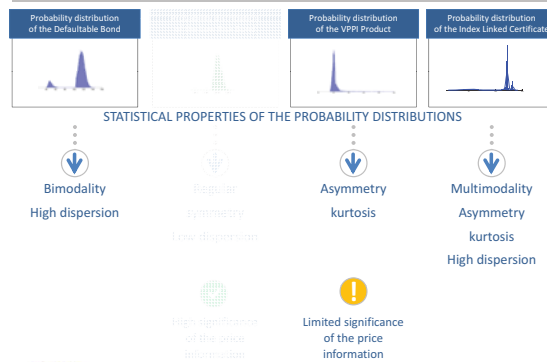 Probability distribution
of the Defaultable Bond
Probability distribution
of the VPPI Product
Probability distribution
of the Index Linked Certificate
STATISTICAL PROPERTIES OF THE PROBABILITY DISTRIBUTIONS
Bimodality
High dispersion
Regular
symmetry
Low dispersion
Asymmetry
kurtosis
Multimodality
Asymmetry
kurtosis
High dispersion
High significance
of the price
information
Limited significance
of the price
information